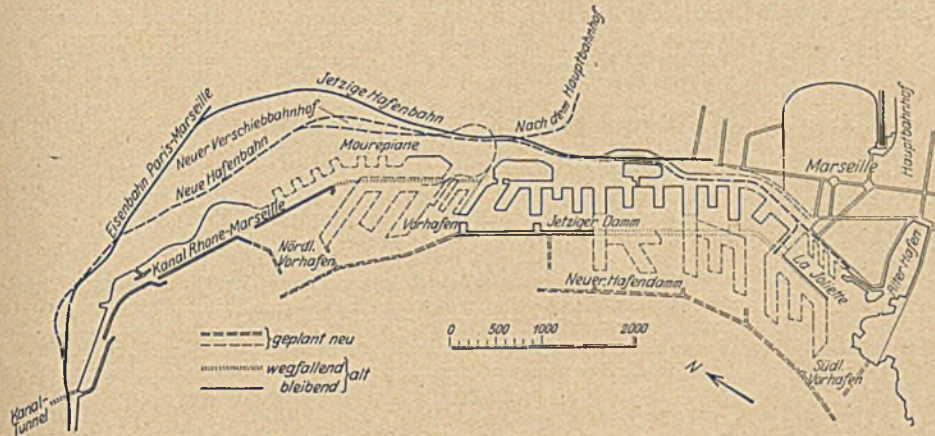 Eisenbahn Paris-Marseille
Jetzige Hafenbahn
Neuer Verschiebbahnhof
Neue Hafenbahn
Nach dem Hauptbahnhof
Hauptbahnhof
Mourepiane
Marseille
Kanal Rhone-Marseille
Vorhafen
Jetziger Damm
Nördl.
Vorhafen
Neuer Hafendamm
La Joliette
Alter Hafen
Südl.
Vorhafen
geplant neu
wegfallend
bleibend
alt
0 500 1000 2000
N
Kanal-
Tunnel